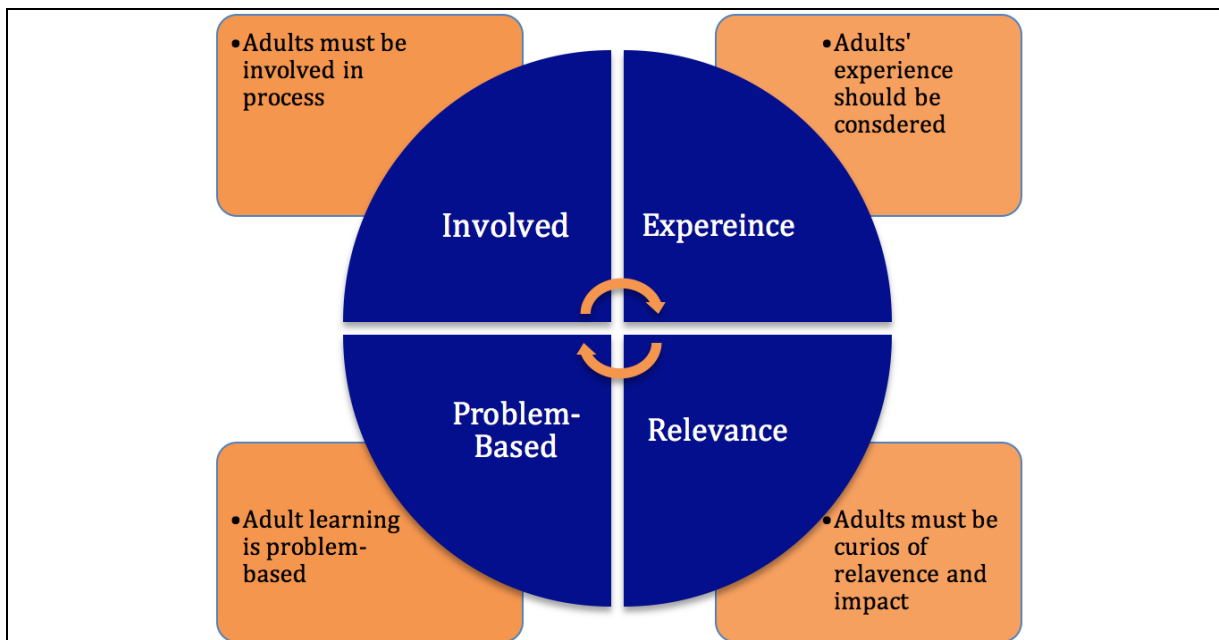 •Adults must be
involved in
process
•Adults'
experience
should be
consdered
Involved
Expereince
Problem-
Based
Relevance
•Adult learning
is problem-
based
•Adults must be
curios of
relavence and
impact